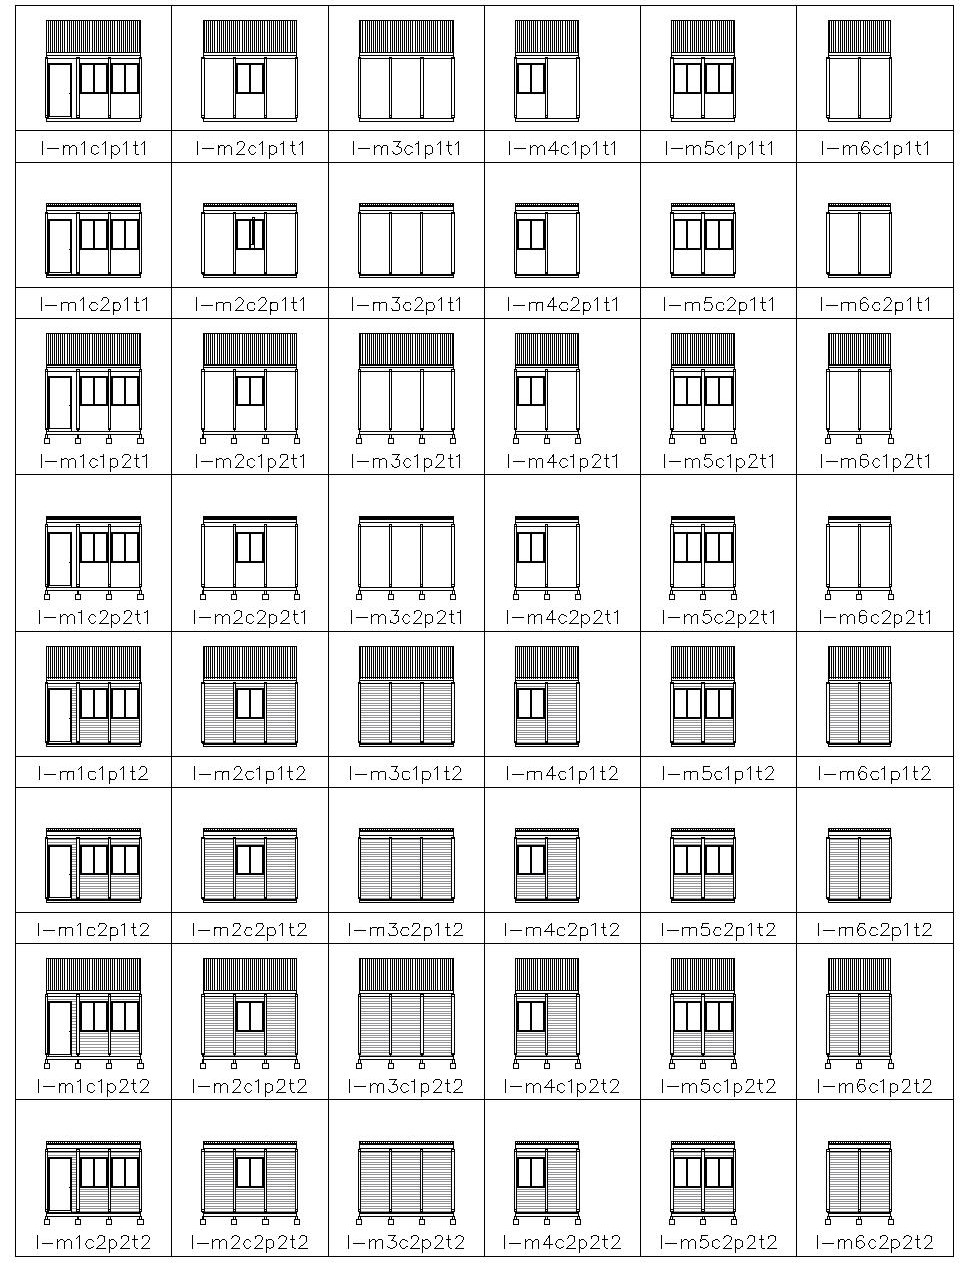 l-m1c1p1t1 l-m2c1p1t1 l-m3c1p1t1 l-m4c1p1t1 l-m5c1p1t1 l-m6c1p1t1
l-m1c2p1t1 l-m2c2p1t1 l-m3c2p1t1 l-m4c2p1t1 l-m5c2p1t1 l-m6c2p1t1
l-m1c1p2t1 l-m2c1p2t1 l-m3c1p2t1 l-m4c1p2t1 l-m5c1p2t1 l-m6c1p2t1
l-m1c2p2t1 l-m2c2p2t1 l-m3c2p2t1 l-m4c2p2t1 l-m5c2p2t1 l-m6c2p2t1
l-m1c1p1t2 l-m2c1p1t2 l-m3c1p1t2 l-m4c1p1t2 l-m5c1p1t2 l-m6c1p1t2
l-m1c2p1t2 l-m2c2p1t2 l-m3c2p1t2 l-m4c2p1t2 l-m5c2p1t2 l-m6c2p1t2
l-m1c1p2t2 l-m2c1p2t2 l-m3c1p2t2 l-m4c1p2t2 l-m5c1p2t2 l-m6c1p2t2
l-m1c2p2t2 l-m2c2p2t2 l-m3c2p2t2 l-m4c2p2t2 l-m5c2p2t2 l-m6c2p2t2